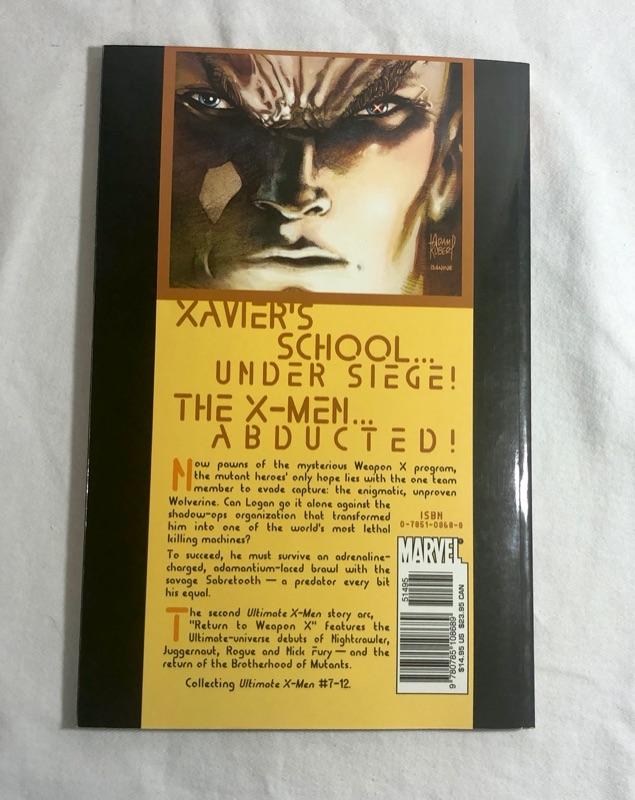 ADAM
KUBERT
ISANOVE
XAVIER'S
SCHOOL...
UNDER SIEGE!
THE X-MEN...
ABDUCTED!
Now pawns of the mysterious Weapon X program,
the mutant heroes' only hope lies with the one team
member to evade capture: the enigmatic, unproven
Wolverine. Can Logan go it alone against the
shadow-ops organization that transformed
him into one of the world's most lethal
killing machines?
To succeed, he must survive an adrenaline-
charged, adamantium-laced brawl with the
savage Sabretooth — a predator every bit
his equal.
The second Ultimate X-Men story arc,
"Return to Weapon X" features the
Ultimate-universe debuts of Nightcrawler,
Juggernaut, Rogue and Nick Fury — and the
return of the Brotherhood of Mutants.
Collecting Ultimate X-Men #7-12.
ISBN
0-7851-0868-0
MARVEL®
51495
9 780785 108689
$14.95 US $23.95 CAN